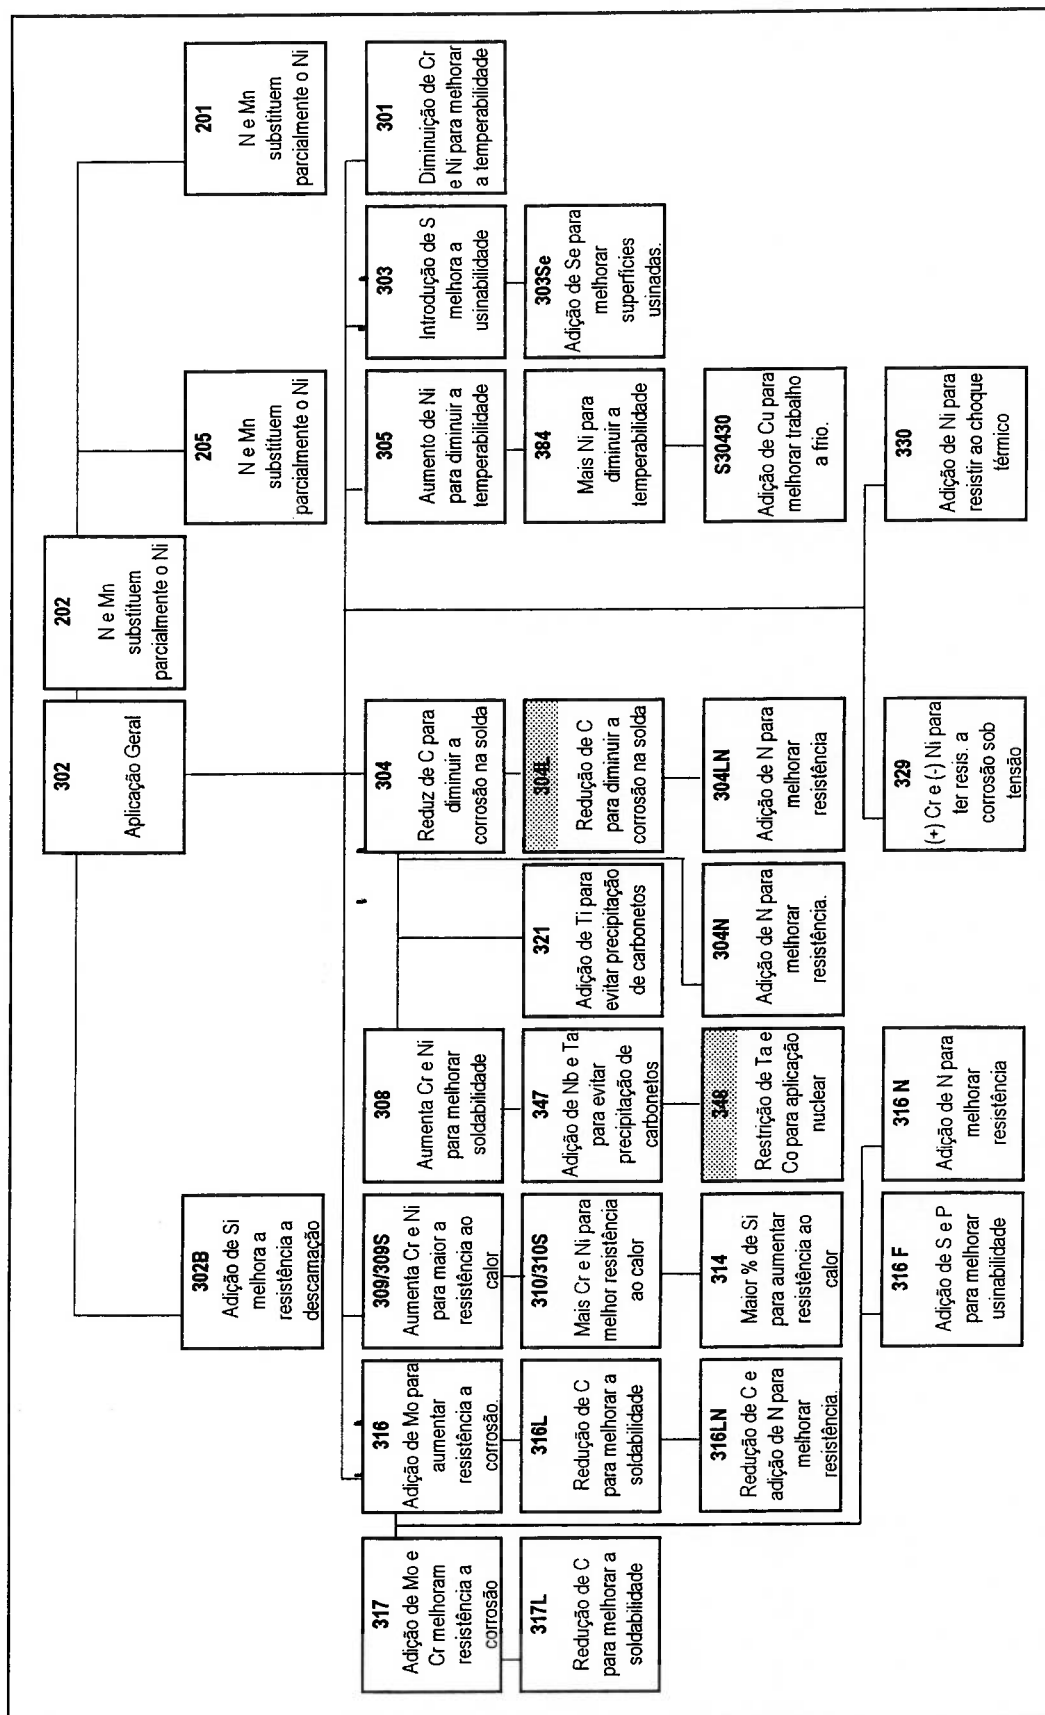 302
Aplicação Geral
202
N e Mn
substituem
parcialmente o Ni
302B
Adição de Si
melhora a
resistência a
descamação
205
N e Mn
substituem
parcialmente o Ni
201
N e Mn
substituem
parcialmente o Ni
317
Adição de Mo e
Cr melhoram
resistência a
corrosão
316
Adição de Mo para
aumentar
resistência a
corrosão.
309/309S
Aumenta Cr e Ni
para maior a
resistência ao
calor
308
Aumenta Cr e Ni
para melhorar
soldabilidade
304
Reduz de C para
diminuir a
corrosão na solda
305
Aumento de Ni
para diminuir a
temperabilidade
303
Introdução de S
melhora a
usinabilidade
301
Diminuição de Cr
e Ni para melhorar
a temperabilidade
317L
Redução de C
para melhorar a
soldabilidade
316L
Redução de C
para melhorar a
soldabilidade
310/310S
Mais Cr e Ni para
melhor resistência
ao calor
347
Adição de Nb e Ta
para evitar
precipitação de
carbonetos
321
Adição de Ti para
evitar precipitação
de carbonetos
304L
Redução de C
para diminuir a
corrosão na solda
384
Mais Ni para
diminuir a
temperabilidade
303Se
Adição de Se para
melhorar
superfícies
usinadas.
316LN
Redução de C e
adição de N para
melhorar
resistência.
314
Maior % de Si
para aumentar
resistência ao
calor
348
Restrição de Ta e
Co para aplicação
nuclear
304N
Adição de N para
melhorar
resistência.
304LN
Adição de N para
melhorar
resistência
S30430
Adição de Cu para
melhorar trabalho
a frio.
316 F
Adição de S e P
para melhorar
usinabilidade
316 N
Adição de N para
melhorar
resistência
329
(+) Cr e (-) Ni para
ter resis. a
corrosão sob
tensão
330
Adição de Ni para
resistir ao choque
térmico